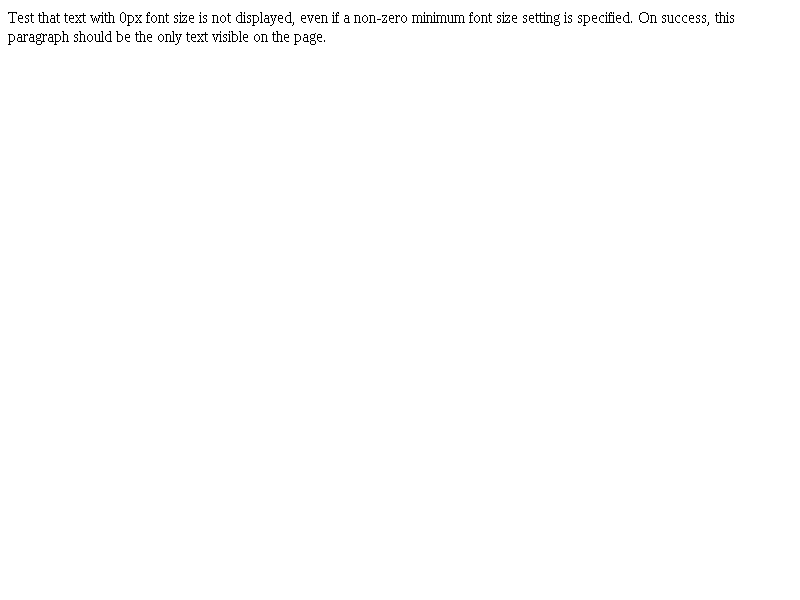 Test that text with 0px font size is not displayed, even if a non-zero minimum font size setting is specified. On success, this
paragraph should be the only text visible on the page.